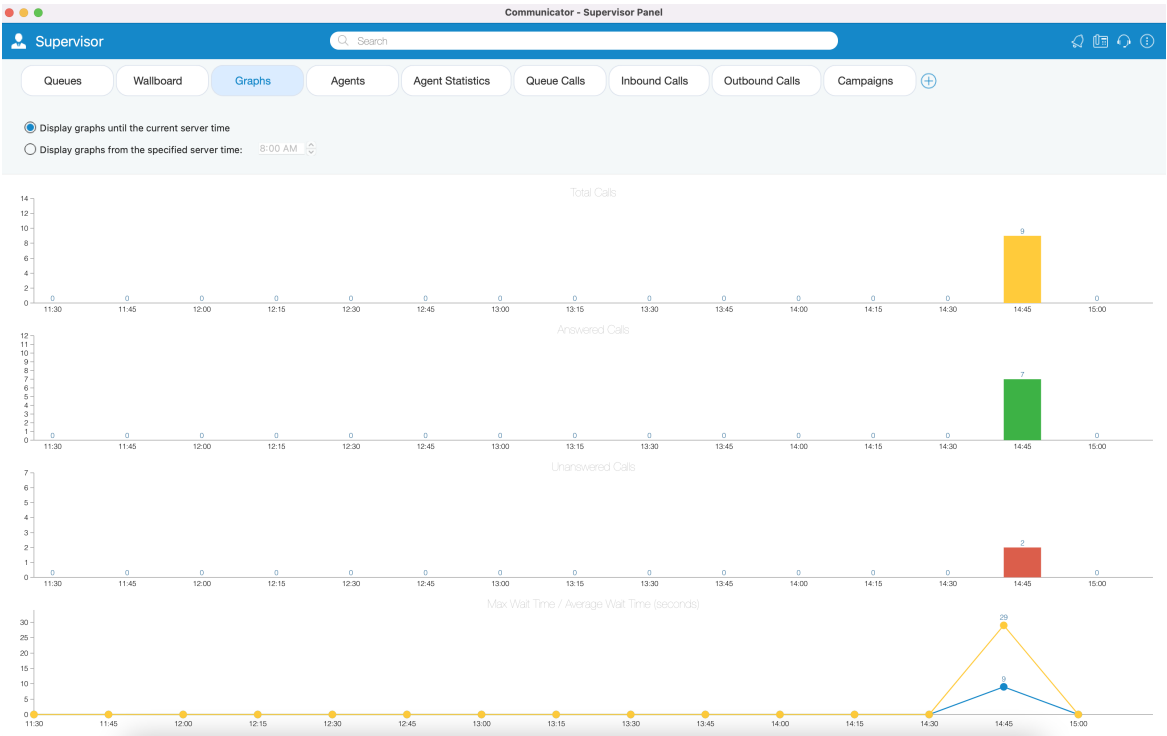 Communicator - Supervisor Panel
Supervisor
Search
Queues Wallboard Graphs Agents Agent Statistics Queue Calls Inbound Calls Outbound Calls Campaigns
Display graphs until the current server time
Display graphs from the specified server time: 8:00 AM
Total Calls
14
12
10
8
6
4
2
0
9
0 0 0 0 0 0 0 0 0 0 0 0 0 0
11:30 11:45 12:00 12:15 12:30 12:45 13:00 13:15 13:30 13:45 14:00 14:15 14:30 14:45 15:00
Answered Calls
12
11
10
9
8
7
6
5
4
3
2
1
0
7
0 0 0 0 0 0 0 0 0 0 0 0 0 0
11:30 11:45 12:00 12:15 12:30 12:45 13:00 13:15 13:30 13:45 14:00 14:15 14:30 14:45 15:00
Unanswered Calls
7
6
5
4
3
2
1
0
2
0 0 0 0 0 0 0 0 0 0 0 0 0 0
11:30 11:45 12:00 12:15 12:30 12:45 13:00 13:15 13:30 13:45 14:00 14:15 14:30 14:45 15:00
Max Wait Time / Average Wait Time (seconds)
30
25
20
15
10
5
0
29
9
11:30 11:45 12:00 12:15 12:30 12:45 13:00 13:15 13:30 13:45 14:00 14:15 14:30 14:45 15:00